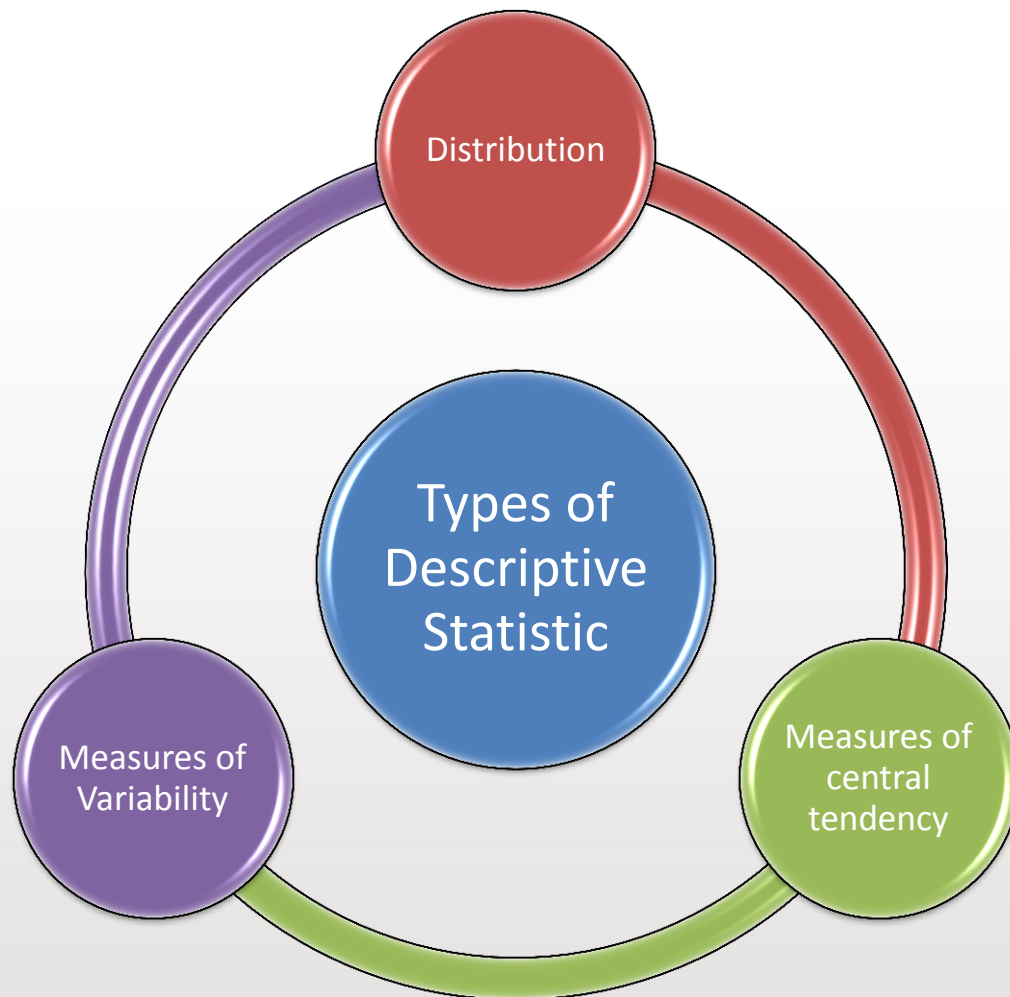 Distribution
Types of
Descriptive
Statistic
Measures of
central
tendency
Measures of
Variability